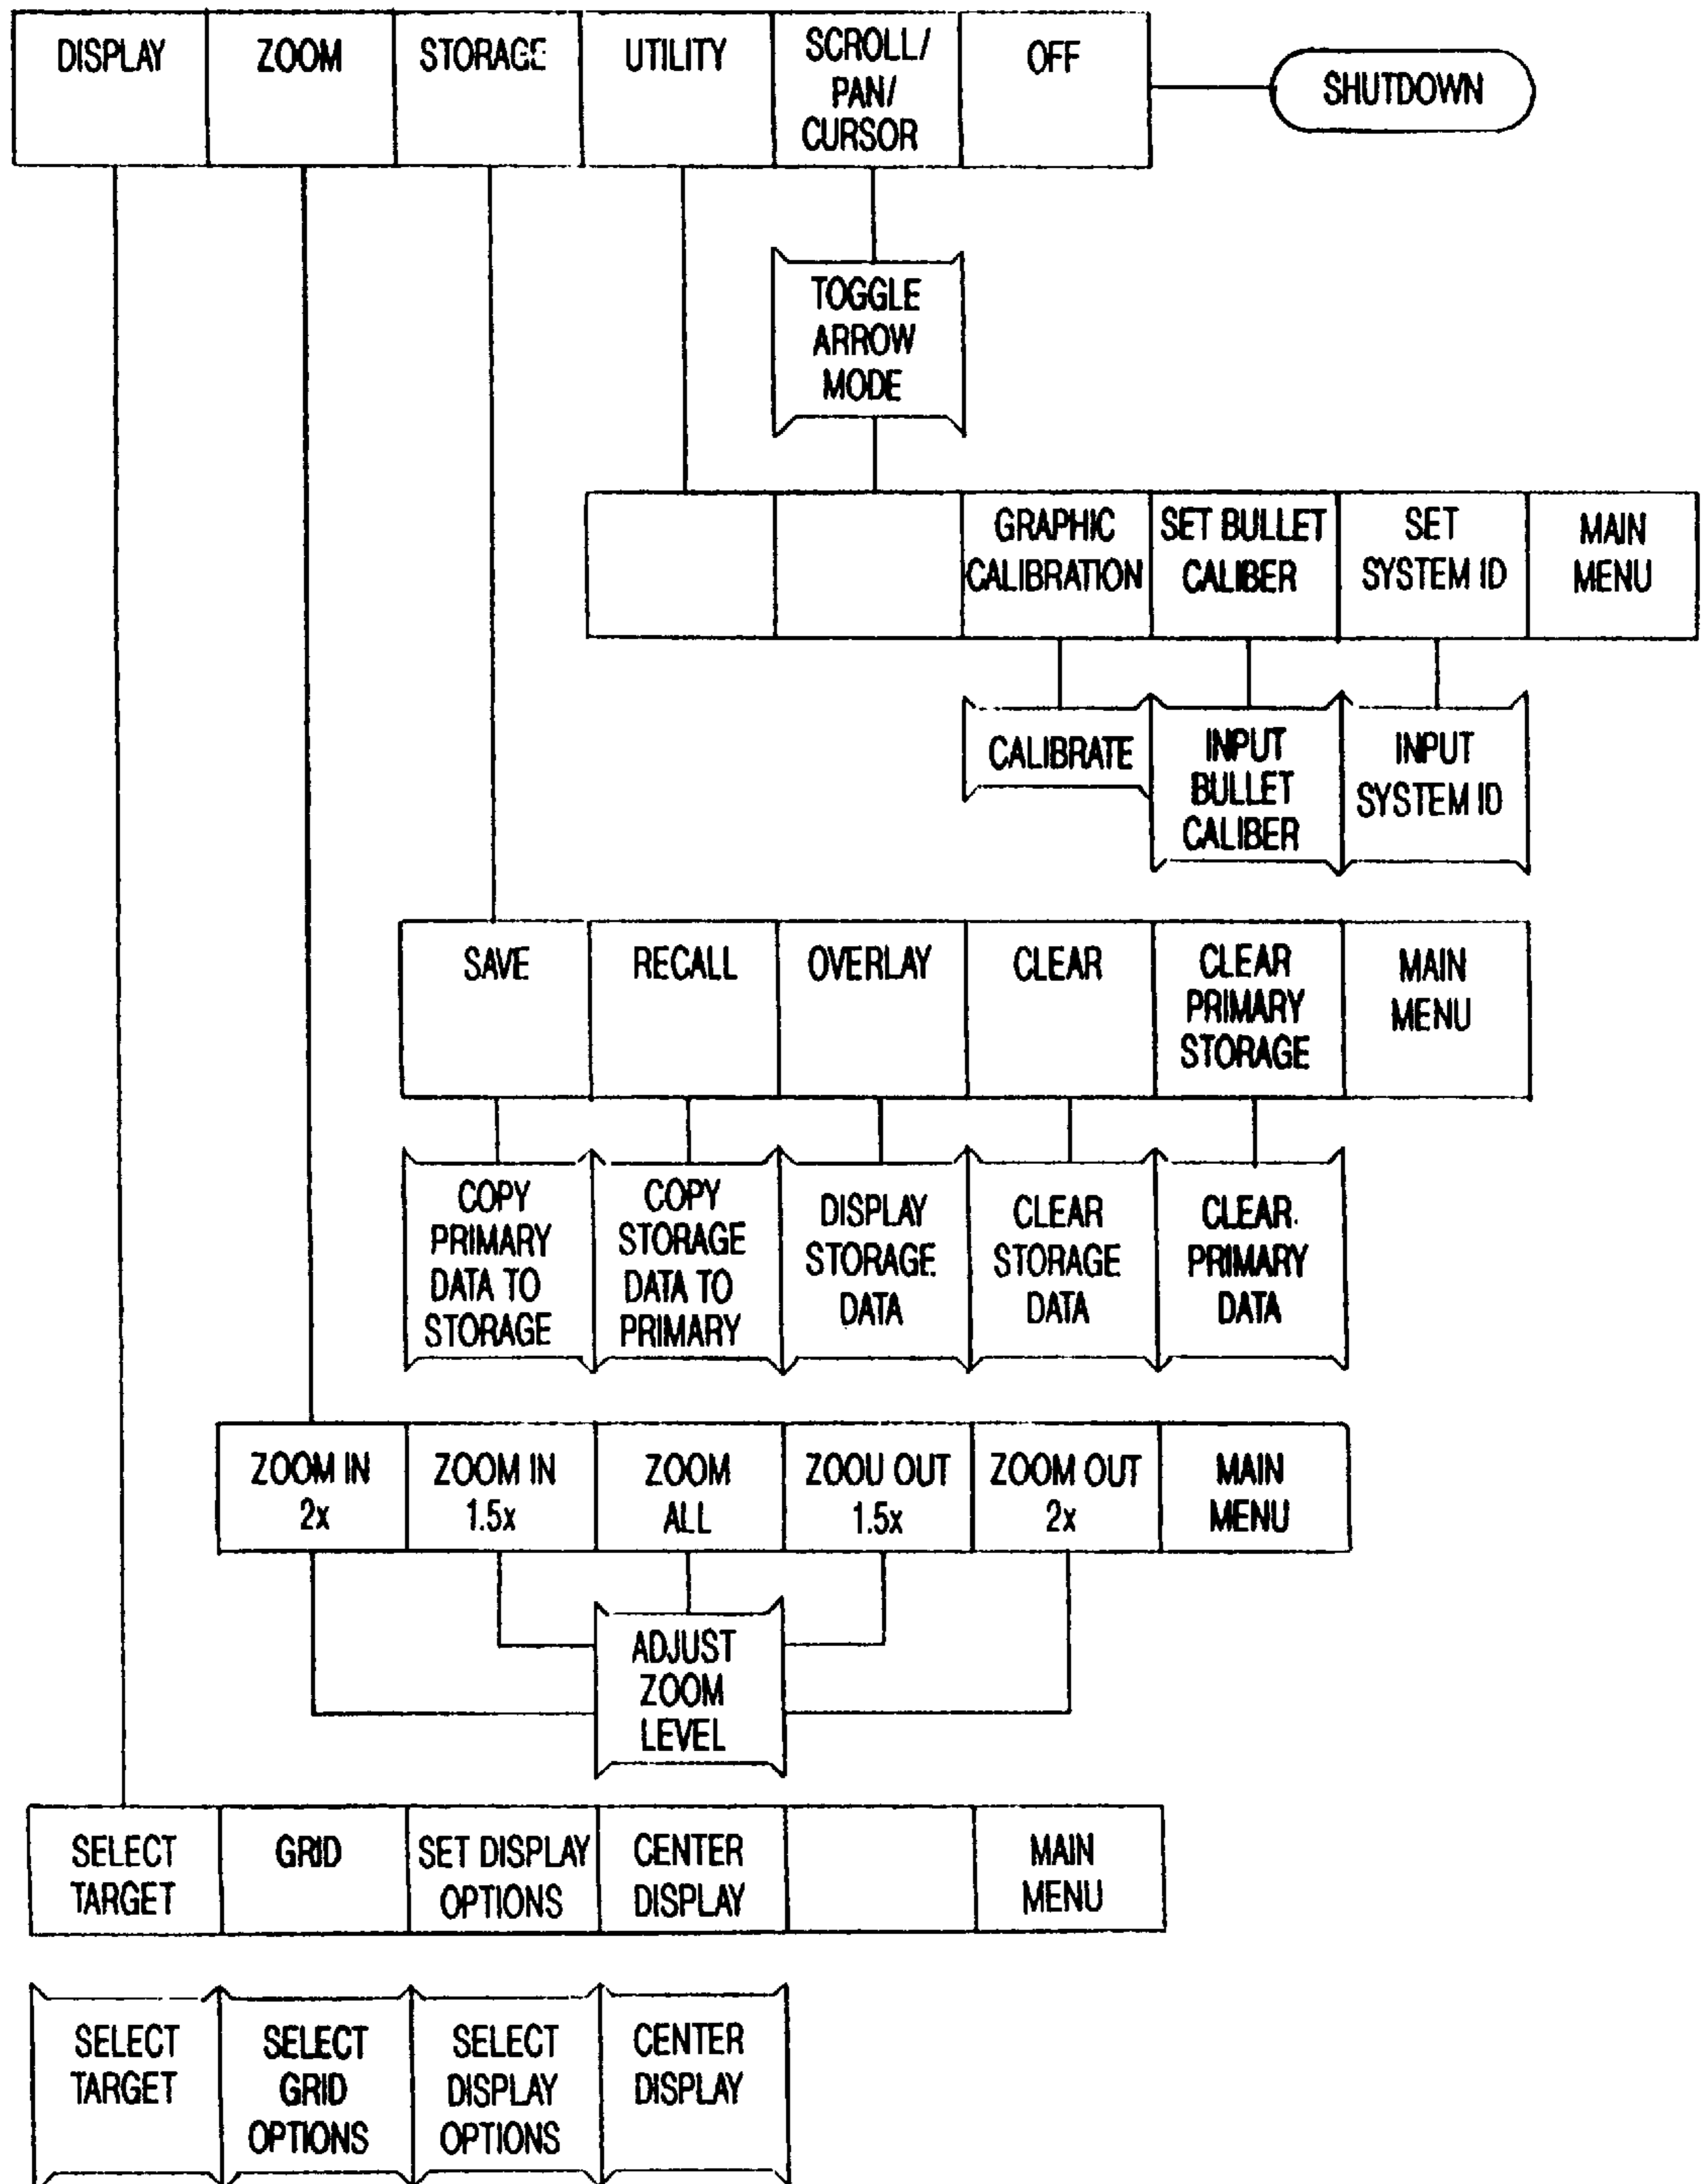 DISPLAY
ZOOM
STORAGE
UTILITY
SCROLL/
PAN/
CURSOR
OFF
SHUTDOWN
TOGGLE
ARROW
MODE
GRAPHIC
CALIBRATION
SET BULLET
CALIBER
SET
SYSTEM ID
MAIN
MENU
CALIBRATE
INPUT
BULLET
CALIBER
INPUT
SYSTEM ID
SAVE
RECALL
OVERLAY
CLEAR
CLEAR
PRIMARY
STORAGE
MAIN
MENU
COPY
PRIMARY
DATA TO
STORAGE
COPY
STORAGE
DATA TO
PRIMARY
DISPLAY
STORAGE
DATA
CLEAR
STORAGE
DATA
CLEAR
PRIMARY
DATA
ZOOM IN
2x
ZOOM IN
1.5x
ZOOM
ALL
ZOOU OUT
1.5x
ZOOM OUT
2x
MAIN
MENU
ADJUST
ZOOM
LEVEL
SELECT
TARGET
GRID
SET DISPLAY
OPTIONS
CENTER
DISPLAY
MAIN
MENU
SELECT
TARGET
SELECT
GRID
OPTIONS
SELECT
DISPLAY
OPTIONS
CENTER
DISPLAY